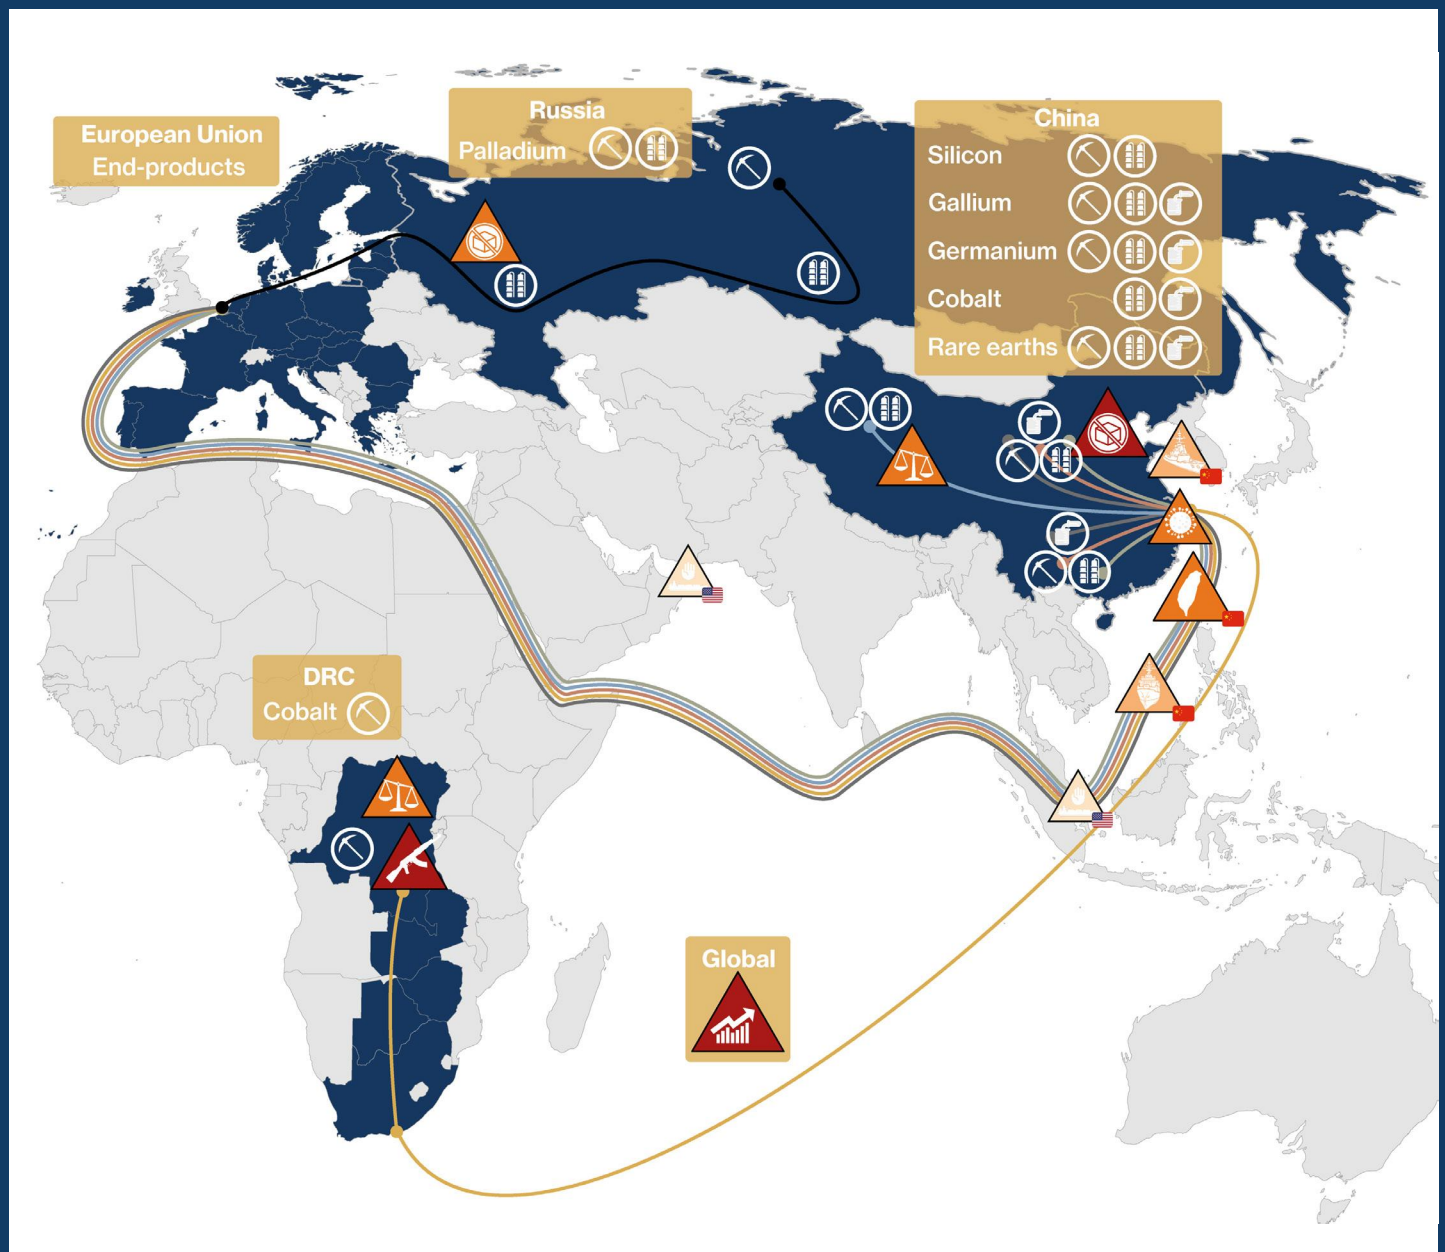 European Union
End-products
Russia
Palladium
China
Silicon
Gallium
Germanium
Cobalt
Rare earths
DRC
Cobalt
Global